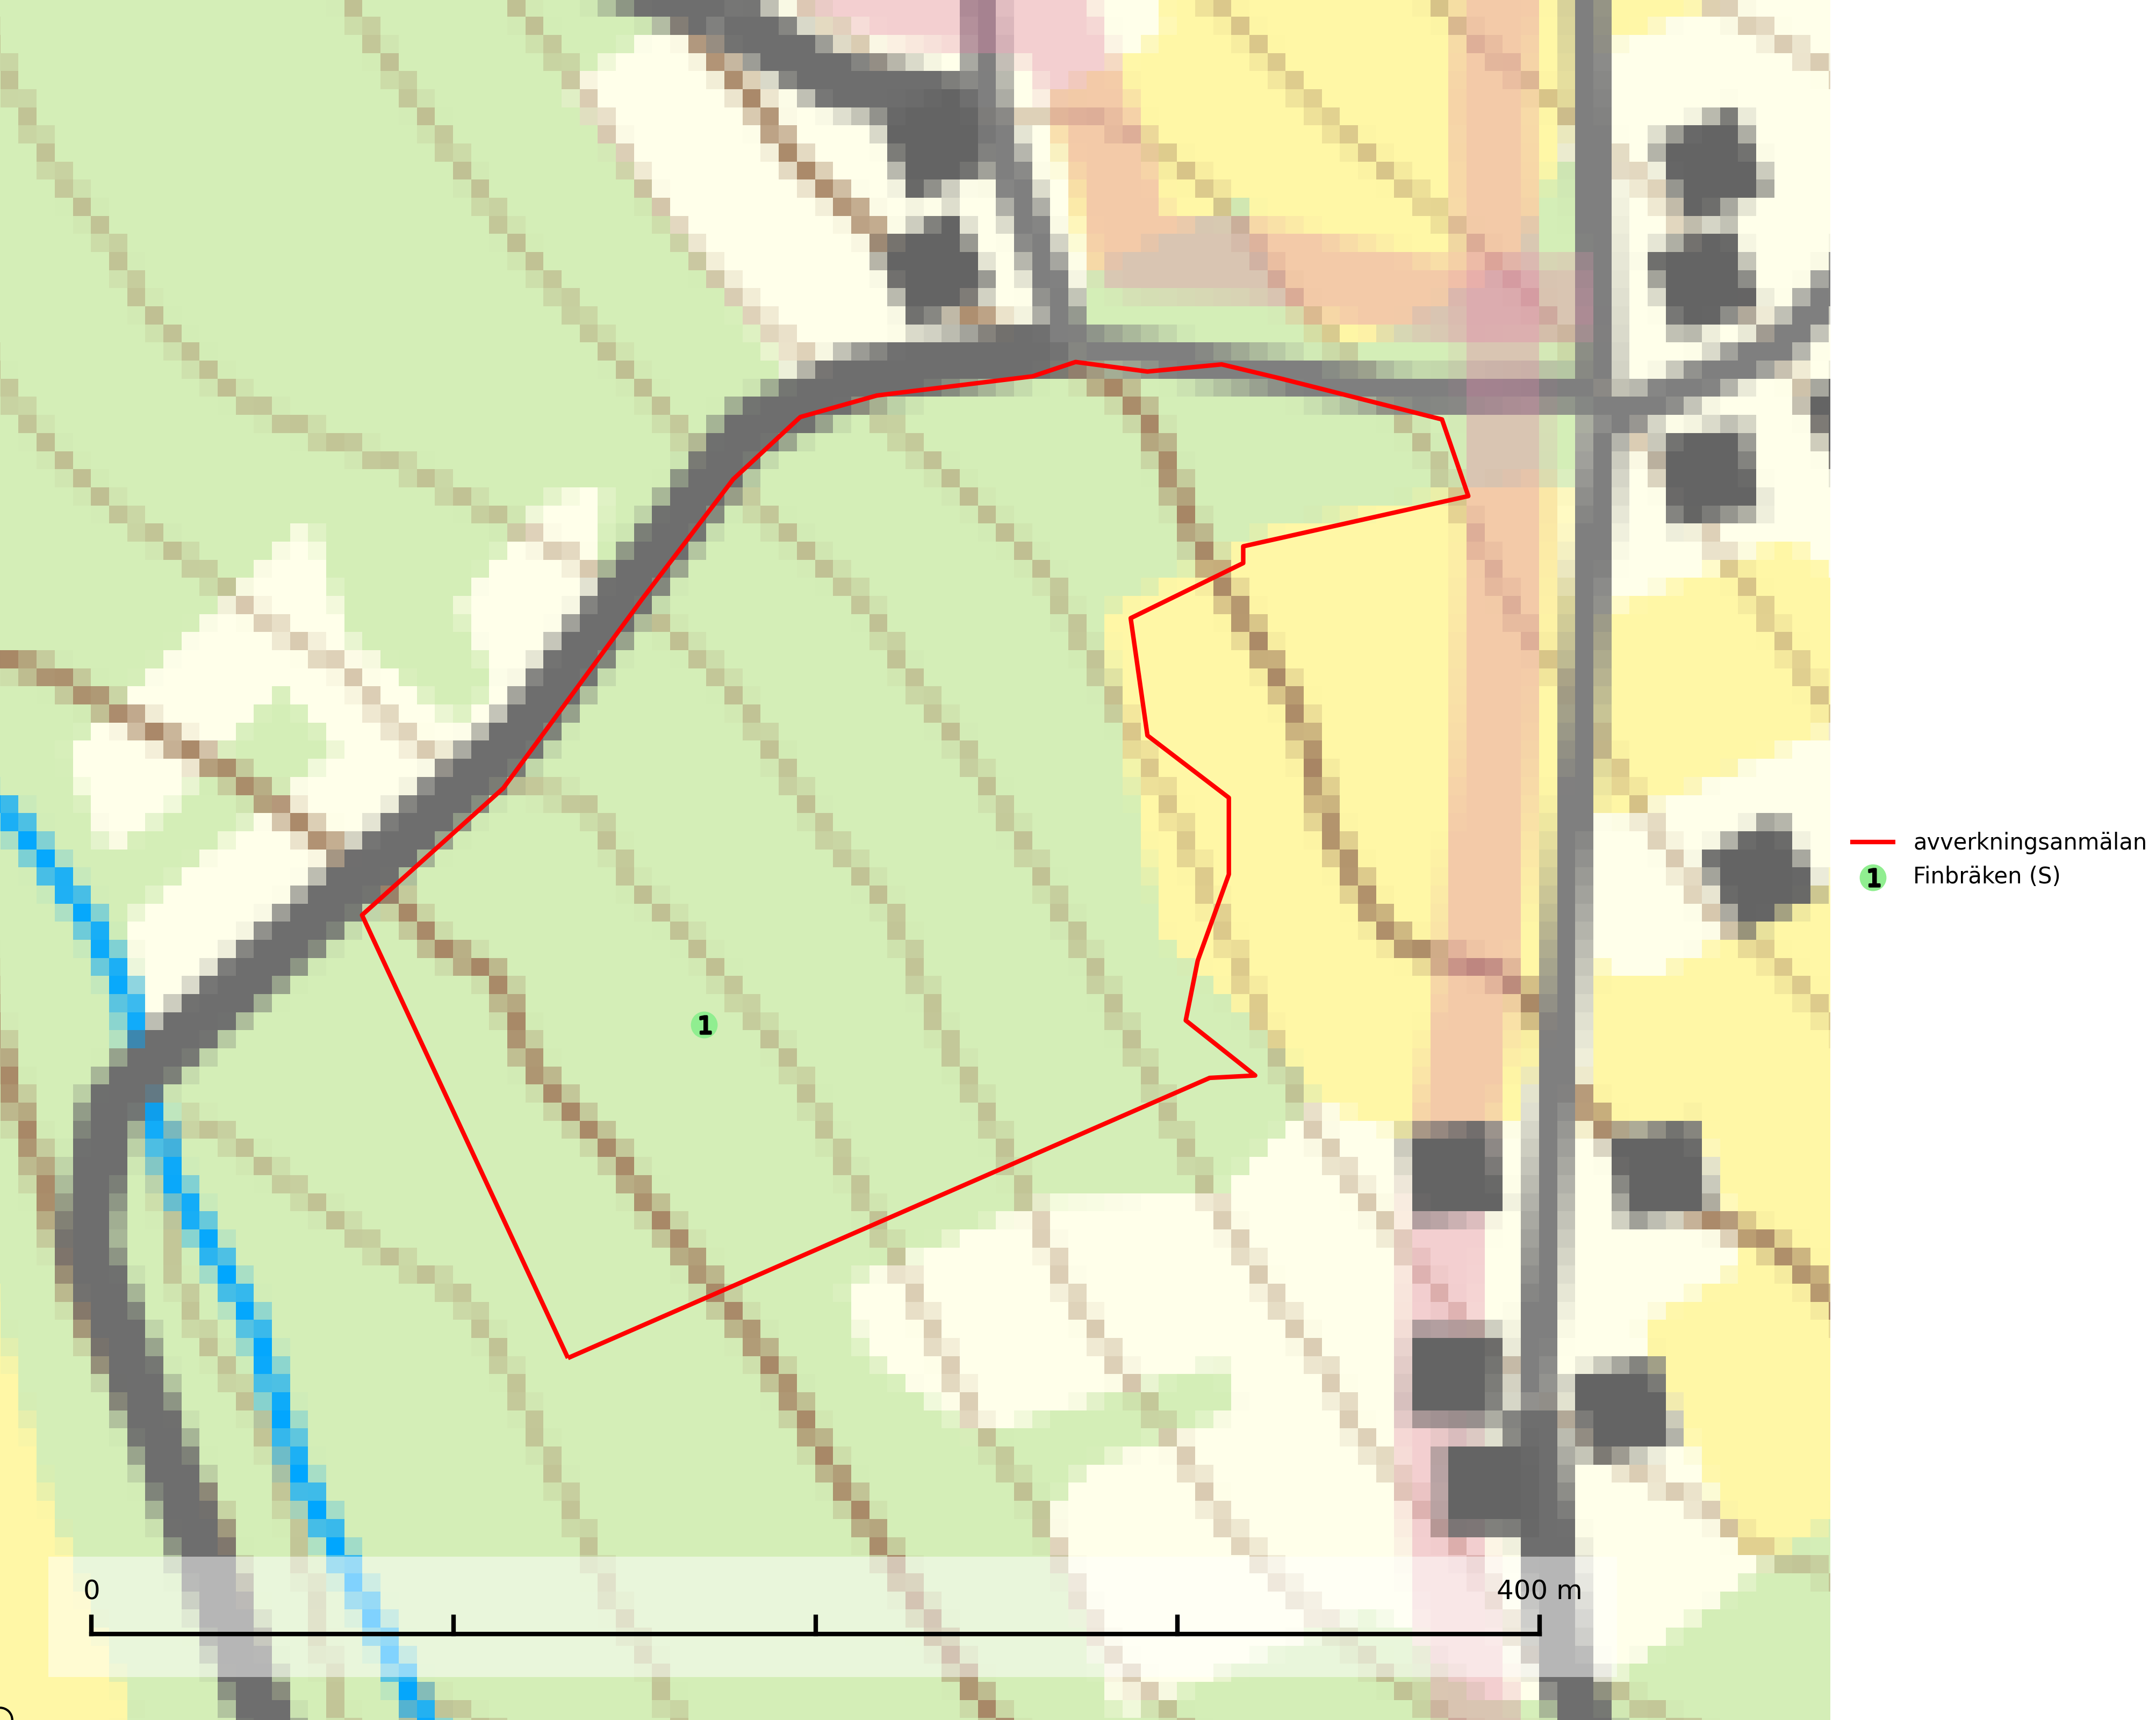 avverkningsanmälan
1 Finbräken (S)
1
0 400 m